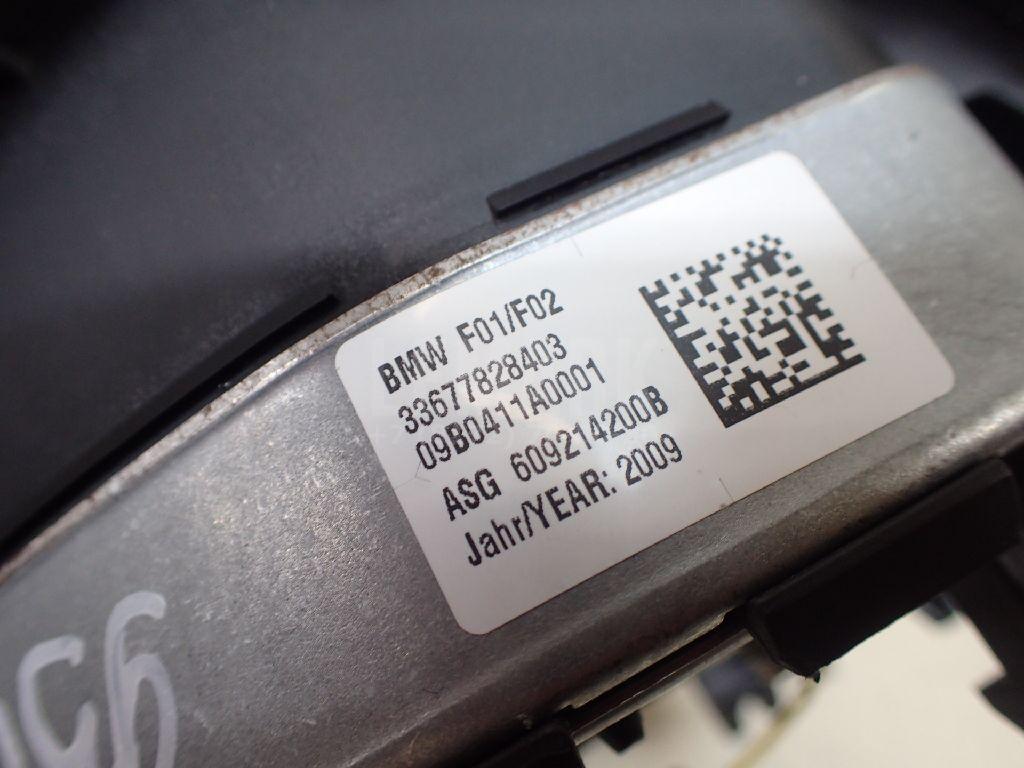 BMW F01/F02
33677828403
09B0411A0001
ASG 609214200B
Jahr/YEAR: 2009